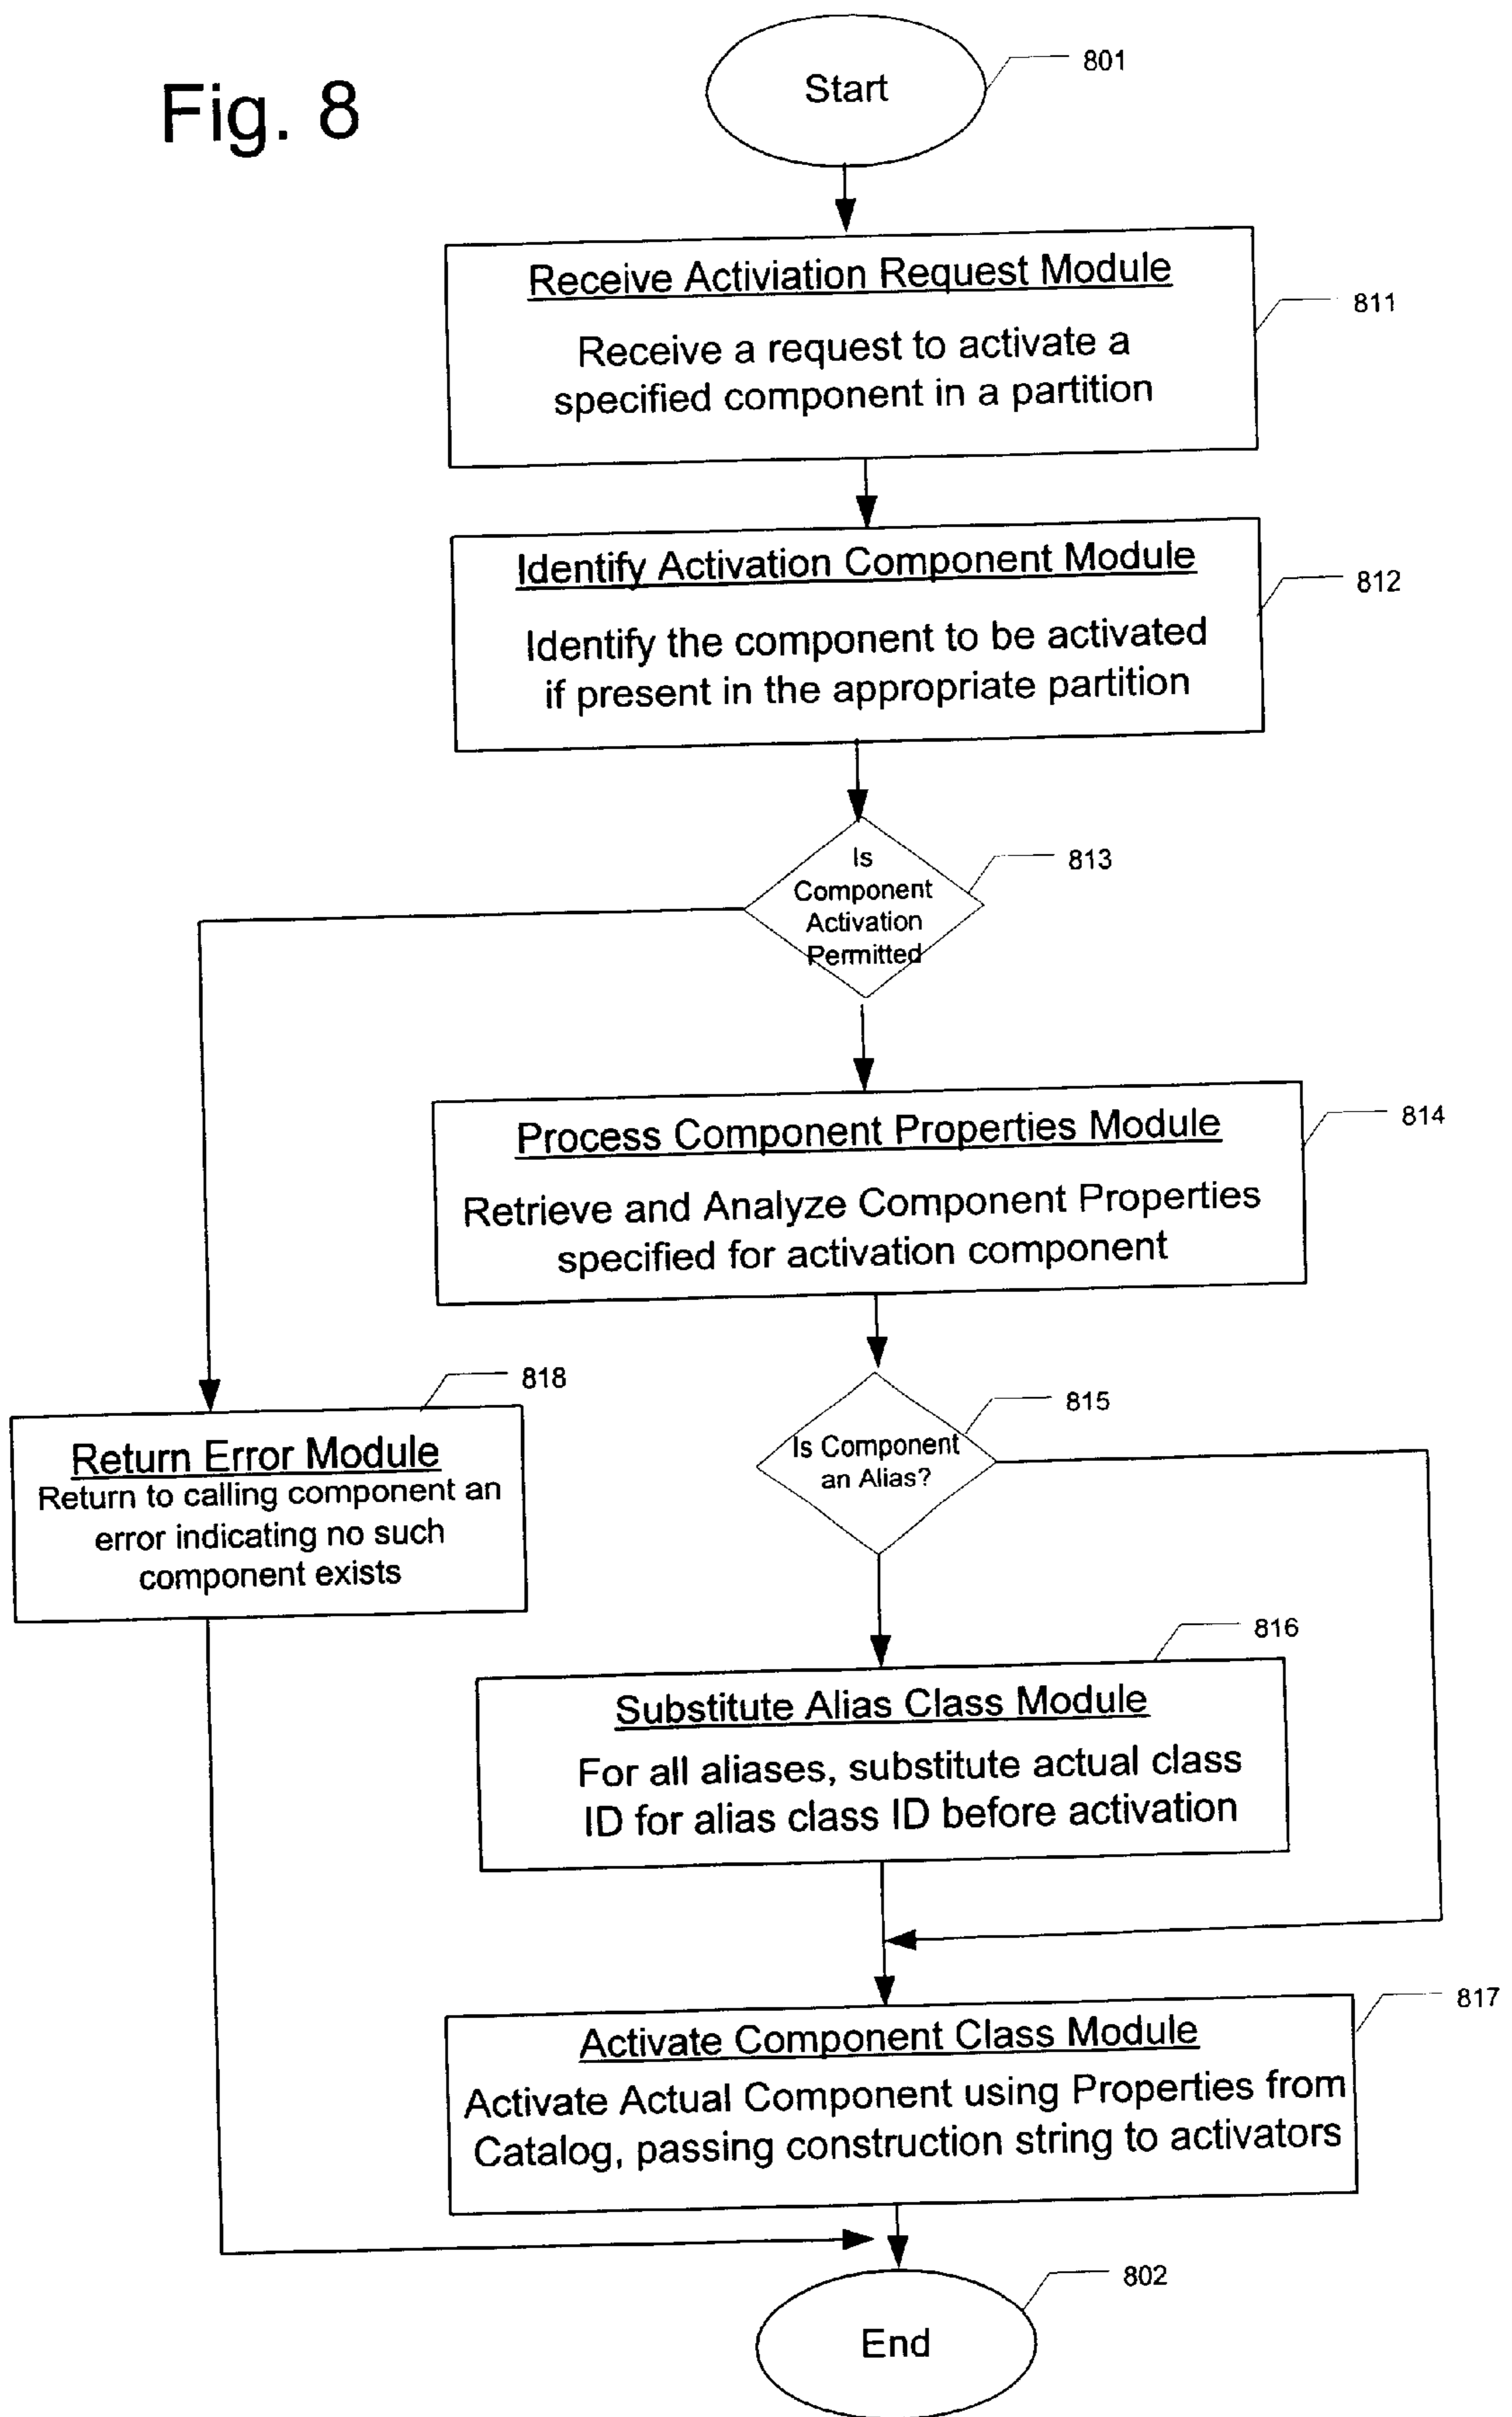 Fig. 8
Start
801
Receive Activiation Request Module
Receive a request to activate a
specified component in a partition
811
Identify Activation Component Module
Identify the component to be activated
if present in the appropriate partition
812
Is
Component
Activation
Permitted
813
Process Component Properties Module
Retrieve and Analyze Component Properties
specified for activation component
814
818
Return Error Module
Return to calling component an
error indicating no such
component exists
Is Component
an Alias?
815
816
Substitute Alias Class Module
For all aliases, substitute actual class
ID for alias class ID before activation
817
Activate Component Class Module
Activate Actual Component using Properties from
Catalog, passing construction string to activators
802
End